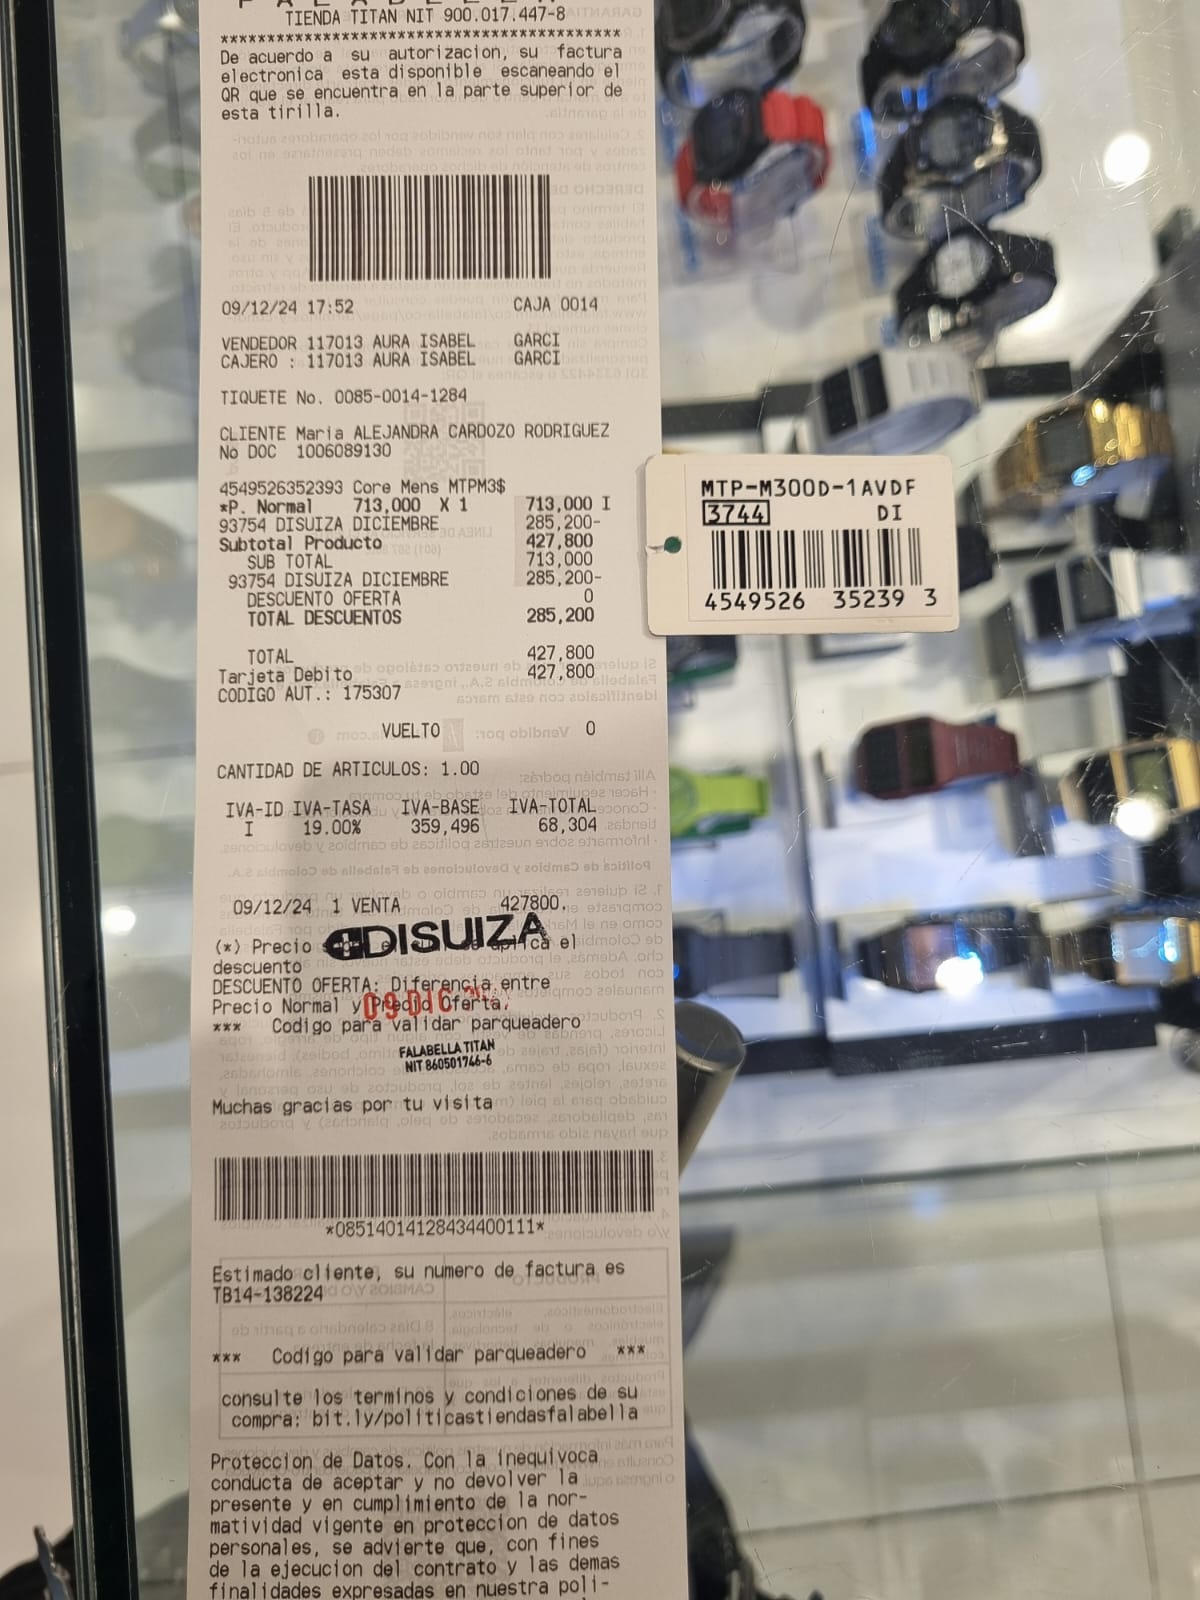 TIENDA TITAN NIT 900.017.447-8
*******************************************
De acuerdo a su autorizacion, su factura
electronica esta disponible escaneando el
QR que se encuentra en la parte superior de
esta tirilla.
09/12/24 17:52 CAJA 0014
VENDEDOR 117013 AURA ISABEL GARCI
CAJERO : 117013 AURA ISABEL GARCI
TIQUETE No. 0085-0014-1284
CLIENTE Maria ALEJANDRA CARDOZO RODRIGUEZ
No DOC 1006089130
4549526352393 Core Mens MTPM3$
*P. Normal 713,000 X 1 713,000 I
93754 DISUIZA DICIEMBRE 285,200-
Subtotal Producto 427,800
SUB TOTAL 713,000
93754 DISUIZA DICIEMBRE 285,200-
DESCUENTO OFERTA 0
TOTAL DESCUENTOS 285,200
TOTAL 427,800
Tarjeta Debito 427,800
CODIGO AUT.: 175307
VUELTO 0
CANTIDAD DE ARTICULOS: 1.00
IVA-ID IVA-TASA IVA-BASE IVA-TOTAL
I 19.00% 359,496 68,304
09/12/24 1 VENTA 427800.
DISUIZA
(*) Precio aplica el
descuento
DESCUENTO OFERTA: Diferencia entre
Precio Normal y Precio Oferta.
09 DIC
*** Codigo para validar parqueadero
FALABELLA TITAN
NIT 860501746-6
Muchas gracias por tu visita
*08514014128434400111*
Estimado cliente, su numero de factura es
TB14-138224
*** Codigo para validar parqueadero ***
consulte los terminos y condiciones de su
compra: bit.ly/politicastiendasfalabella
Proteccion de Datos. Con la inequivoca
conducta de aceptar y no devolver la
presente y en cumplimiento de la nor-
matividad vigente en proteccion de datos
personales, se advierte que, con fines
de la ejecucion del contrato y las demas
finalidades expresadas en nuestra poli-
MTP-M300D-1AVDF
3744 DI
4549526 35239 3